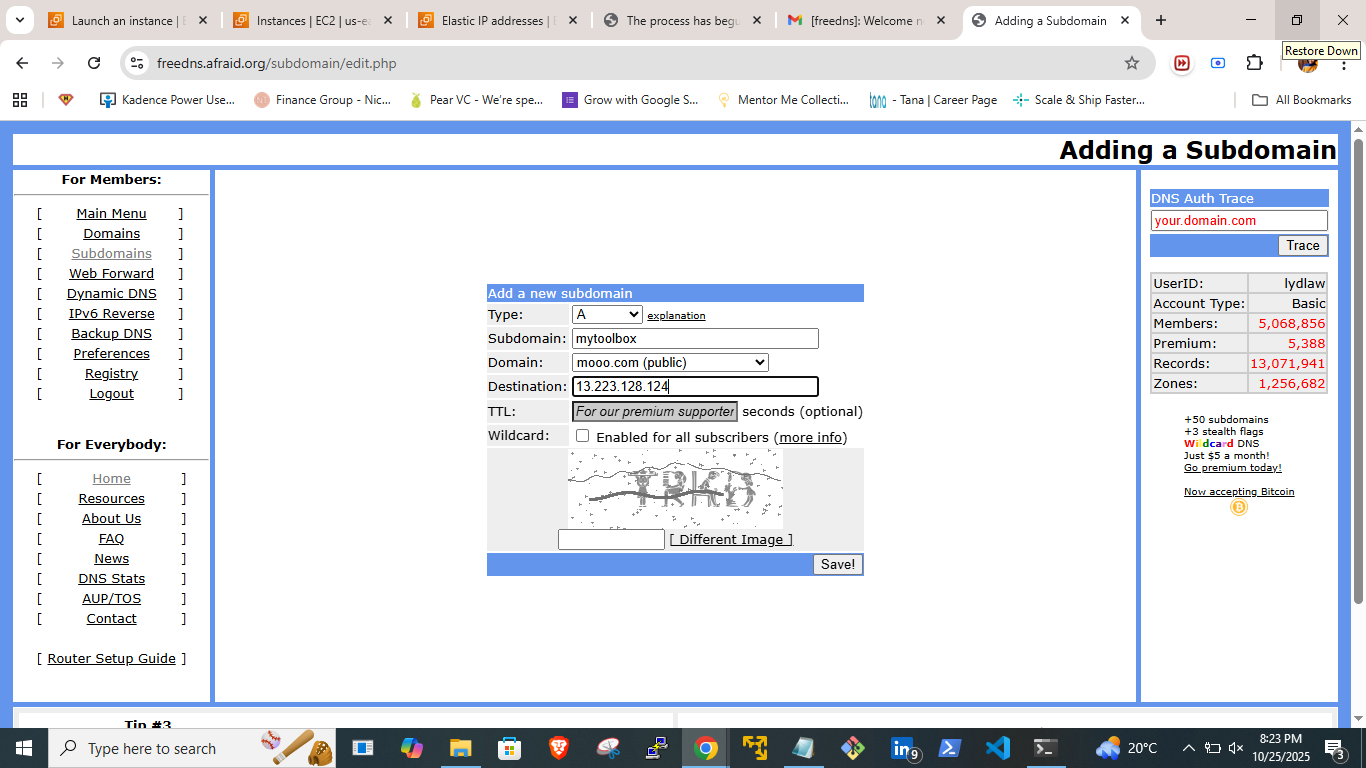 Launch an instance | E
Instances | EC2 | us-ea
Elastic IP addresses | E
The process has begu
[freedns]: Welcome n
Adding a Subdomain
Restore Down
freedns.afraid.org/subdomain/edit.php
Kadence Power Use...
Finance Group - Nic...
Pear VC - We're spe...
Grow with Google S...
Mentor Me Collecti...
tana - Tana | Career Page
Scale & Ship Faster...
All Bookmarks
Adding a Subdomain
For Members:
[ Main Menu ]
[ Domains ]
[ Subdomains ]
[ Web Forward ]
[ Dynamic DNS ]
[ IPv6 Reverse ]
[ Backup DNS ]
[ Preferences ]
[ Registry ]
[ Logout ]
For Everybody:
[ Home ]
[ Resources ]
[ About Us ]
[ FAQ ]
[ News ]
[ DNS Stats ]
[ AUP/TOS ]
[ Contact ]
[ Router Setup Guide ]
Add a new subdomain
Type: A explanation
Subdomain: mytoolbox
Domain: mooo.com (public)
Destination: 13.223.128.124
TTL: For our premium supporter seconds (optional)
Wildcard: Enabled for all subscribers (more info)
[ Different Image ]
Save!
DNS Auth Trace
your.domain.com
Trace
UserID: lydlaw
Account Type: Basic
Members: 5,068,856
Premium: 5,388
Records: 13,071,941
Zones: 1,256,682
+50 subdomains
+3 stealth flags
Wildcard DNS
Just $5 a month!
Go premium today!
Now accepting Bitcoin
Tip #3
Type here to search
9
20°C
8:23 PM
10/25/2025
3